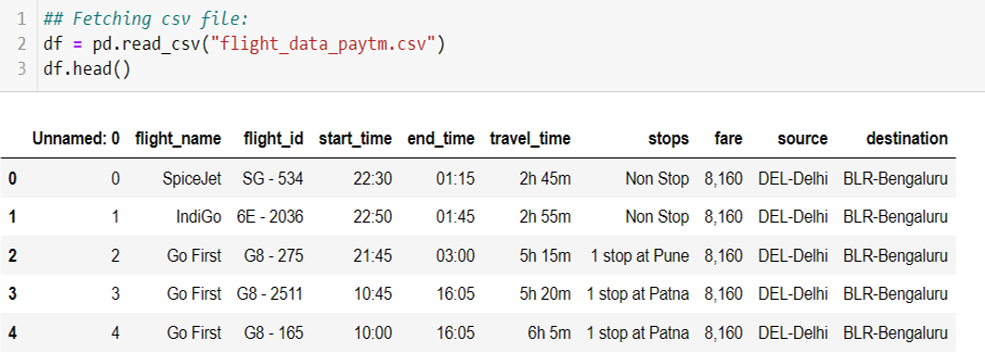 1 ## Fetching csv file:
2 df = pd.read_csv("flight_data_paytm.csv")
3 df.head()
Unnamed: 0 flight_name flight_id start_time end_time travel_time stops fare source destination
0 0 SpiceJet SG - 534 22:30 01:15 2h 45m Non Stop 8,160 DEL-Delhi BLR-Bengaluru
1 1 IndiGo 6E - 2036 22:50 01:45 2h 55m Non Stop 8,160 DEL-Delhi BLR-Bengaluru
2 2 Go First G8 - 275 21:45 03:00 5h 15m 1 stop at Pune 8,160 DEL-Delhi BLR-Bengaluru
3 3 Go First G8 - 2511 10:45 16:05 5h 20m 1 stop at Patna 8,160 DEL-Delhi BLR-Bengaluru
4 4 Go First G8 - 165 10:00 16:05 6h 5m 1 stop at Patna 8,160 DEL-Delhi BLR-Bengaluru